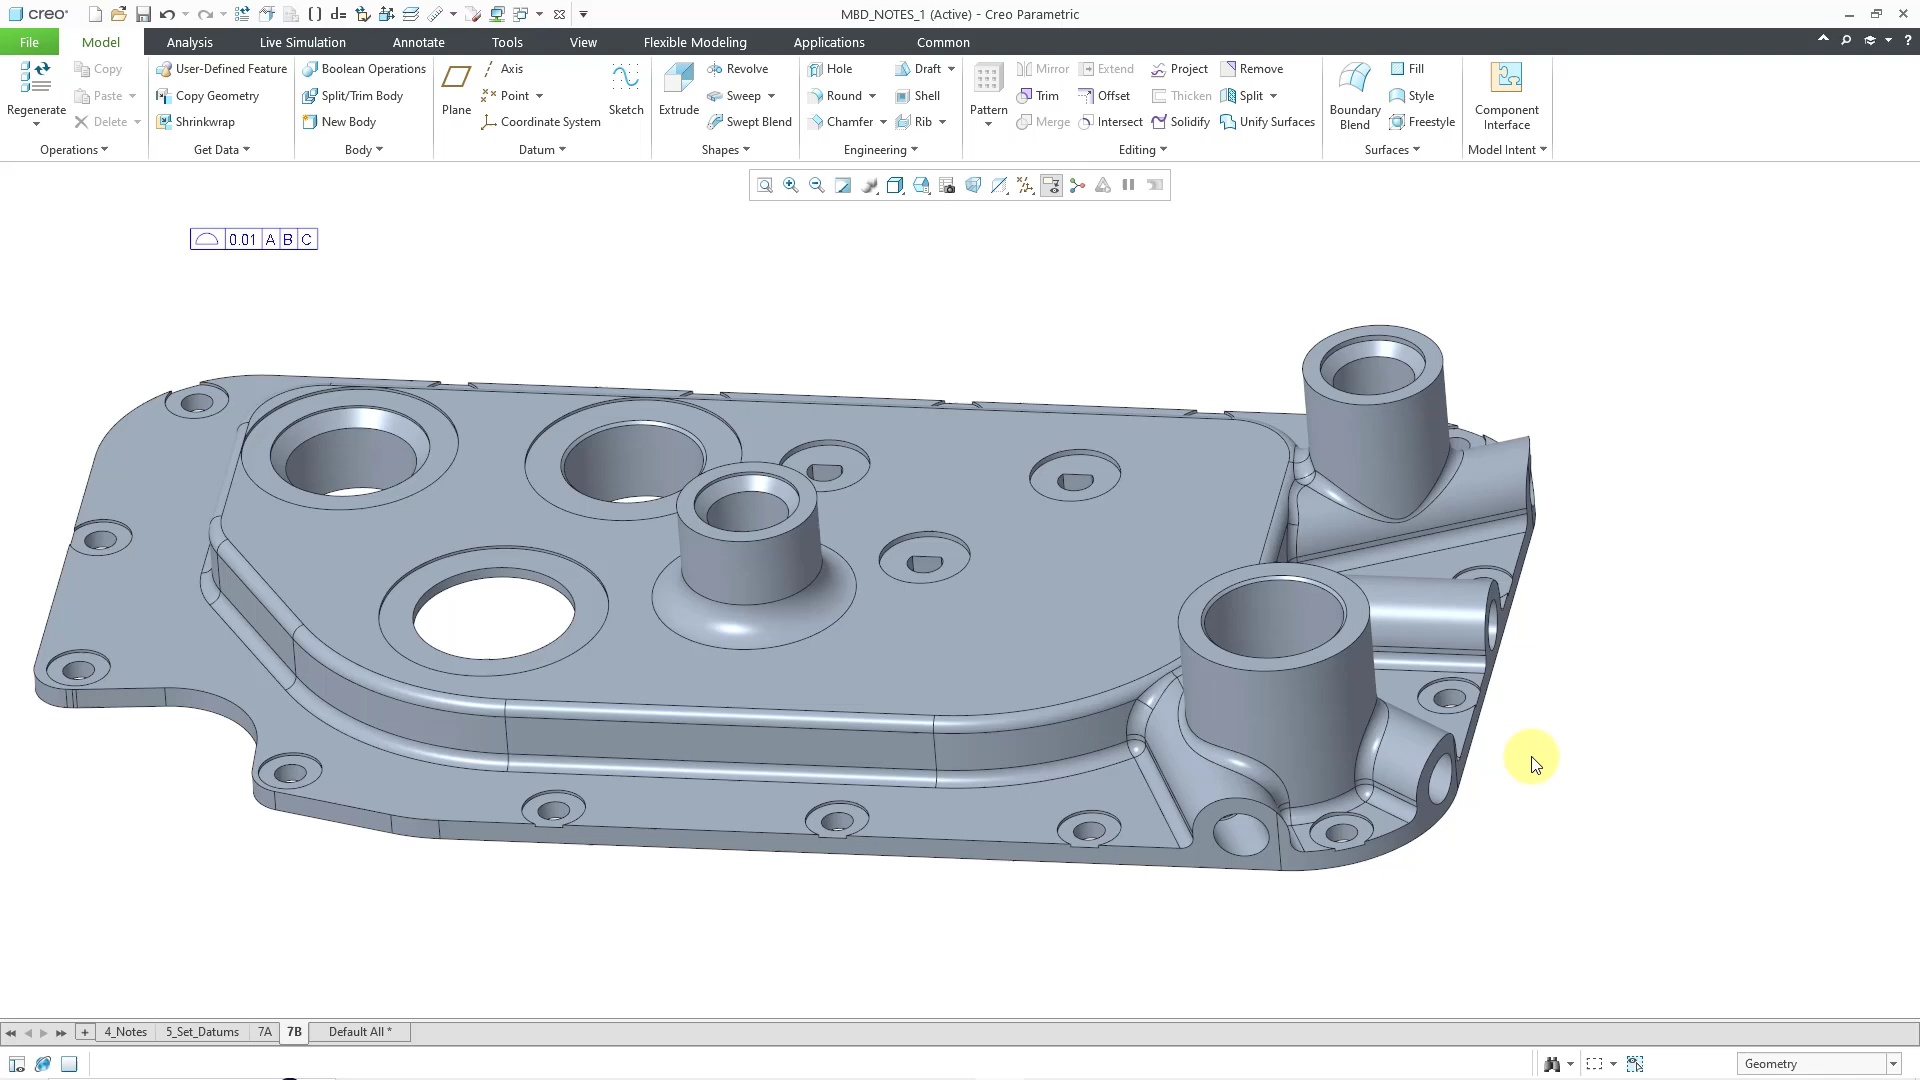 creo
MBD_NOTES_1 (Active) - Creo Parametric
File Model Analysis Live Simulation Annotate Tools View Flexible Modeling Applications Common
Regenerate
Copy
Paste
Delete
Operations
User-Defined Feature
Copy Geometry
Shrinkwrap
Get Data
Boolean Operations
Split/Trim Body
New Body
Body
Plane
Axis
Point
Coordinate System
Sketch
Datum
Extrude
Revolve
Sweep
Swept Blend
Shapes
Hole
Round
Chamfer
Draft
Shell
Rib
Engineering
Pattern
Mirror
Trim
Merge
Extend
Offset
Intersect
Project
Thicken
Solidify
Remove
Split
Unify Surfaces
Editing
Boundary
Blend
Fill
Style
Freestyle
Surfaces
Component
Interface
Model Intent
0.01 A B C
4_Notes 5_Set_Datums 7A 7B Default All *
Geometry